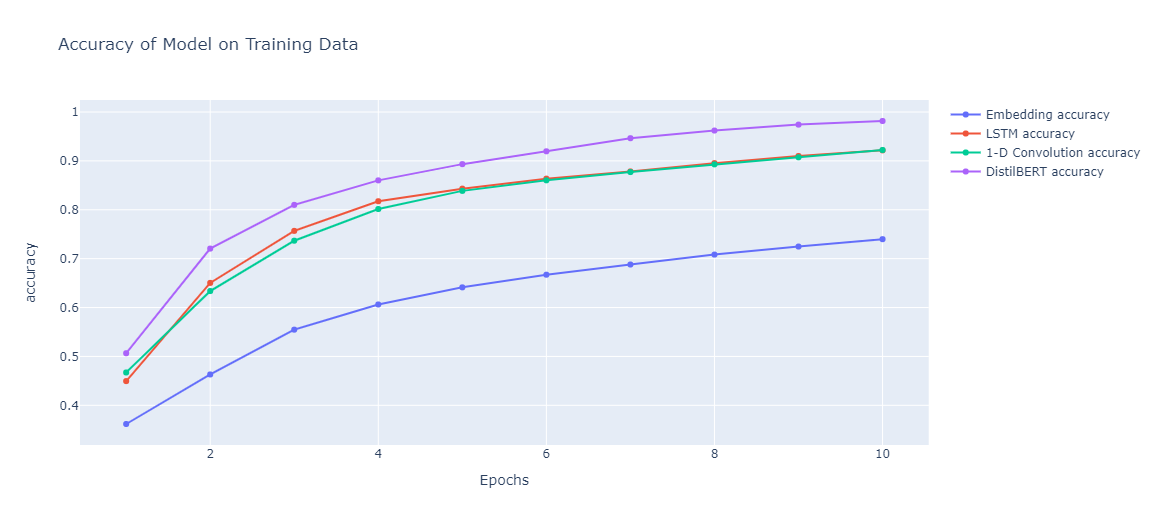 Accuracy of Model on Training Data
Embedding accuracy
LSTM accuracy
1-D Convolution accuracy
DistilBERT accuracy
1
0.9
0.8
0.7
0.6
0.5
0.4
accuracy
2
4
6
8
10
Epochs